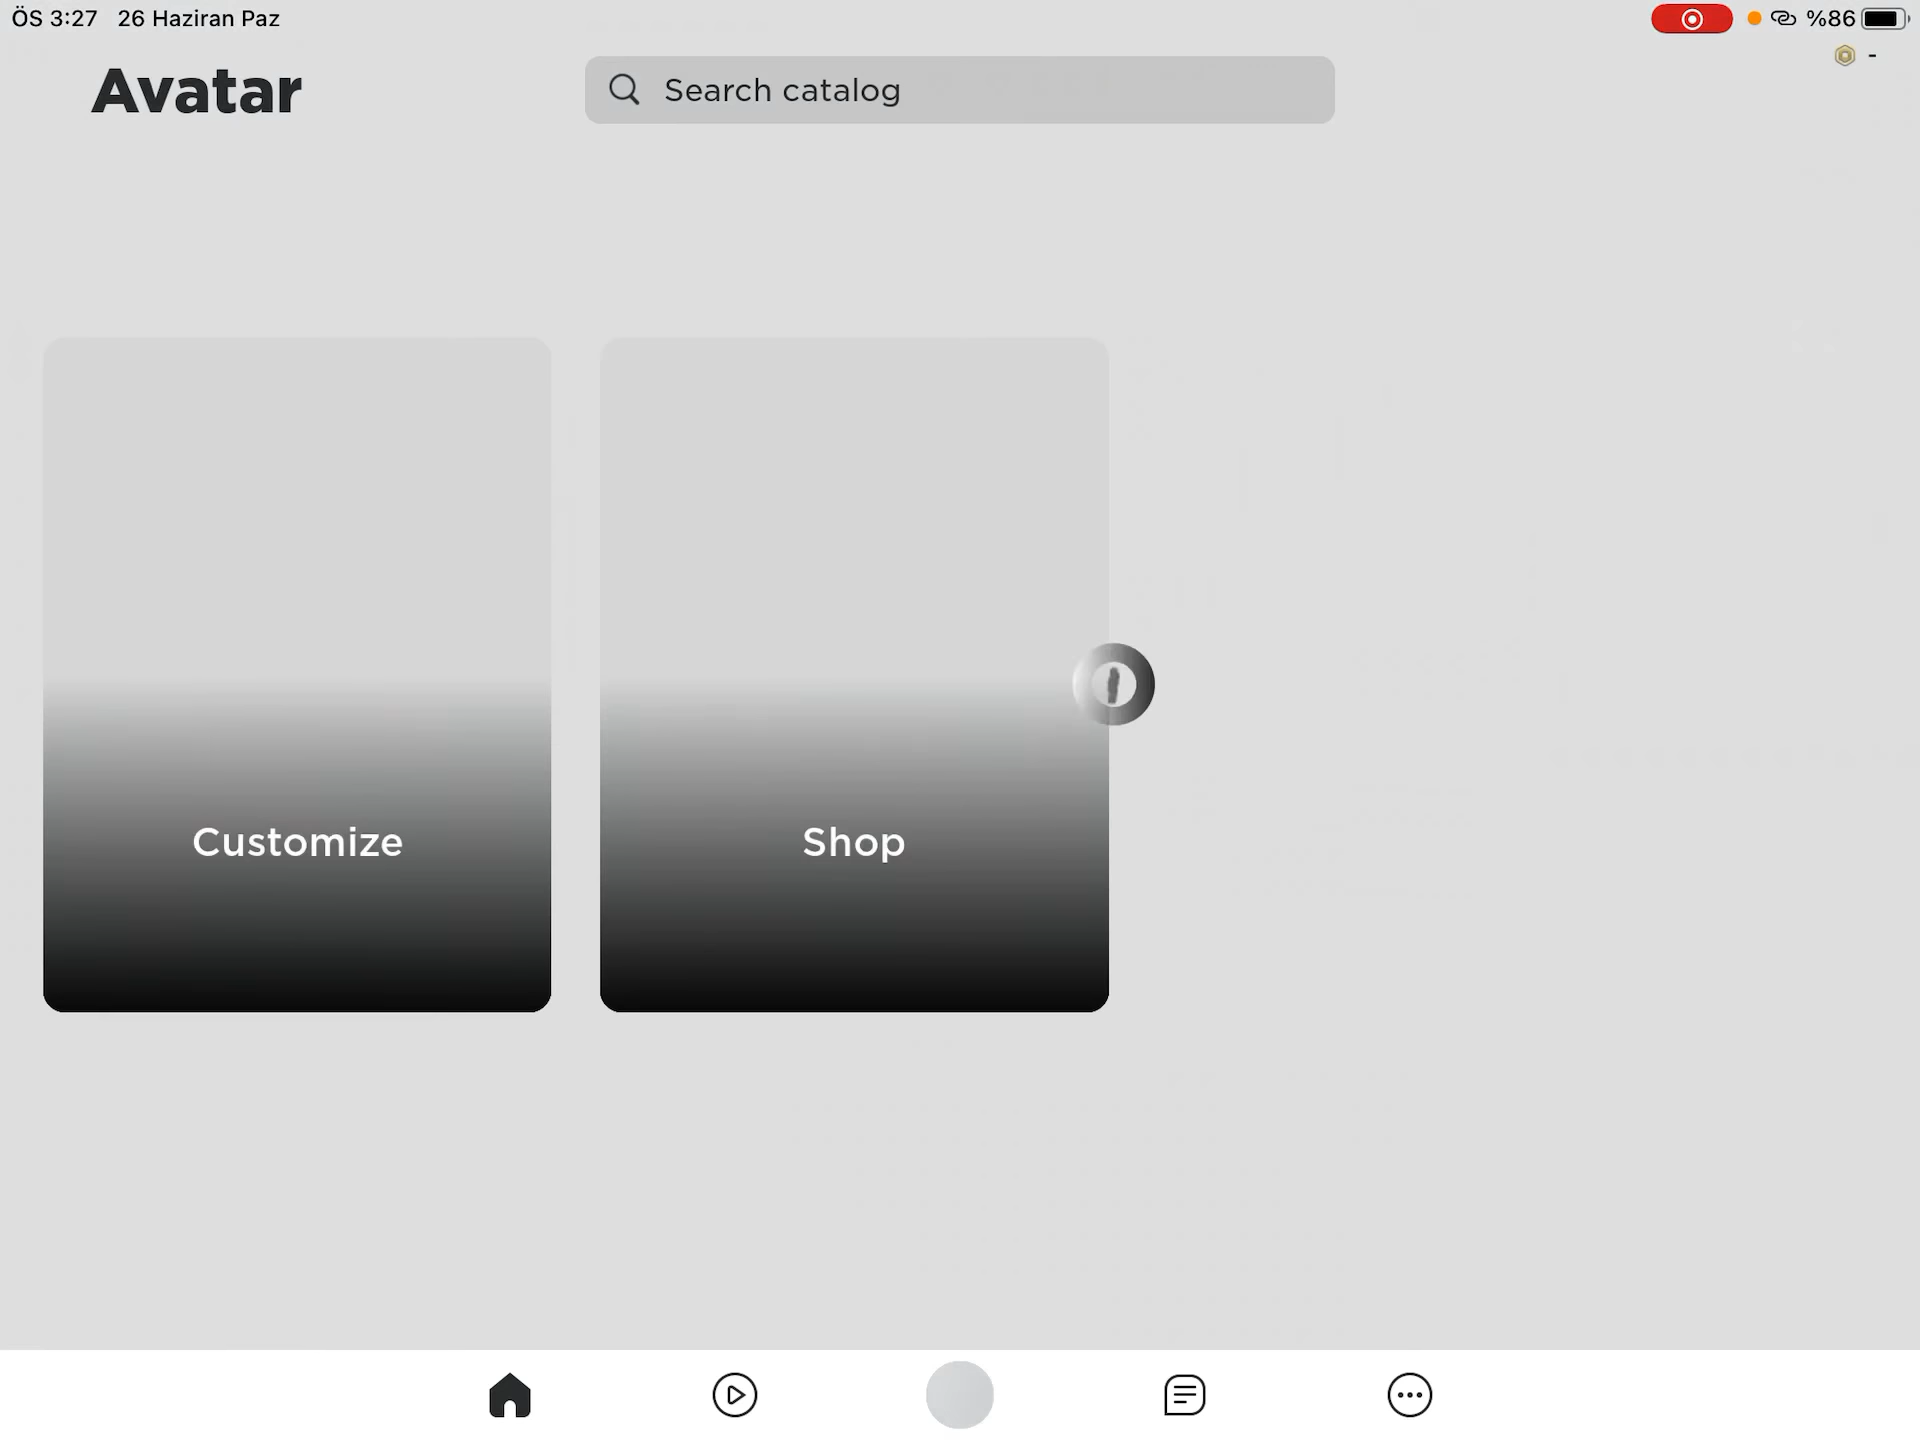 ÖS 3:27 26 Haziran Paz
%86
-
Avatar
Search catalog
Customize
Shop